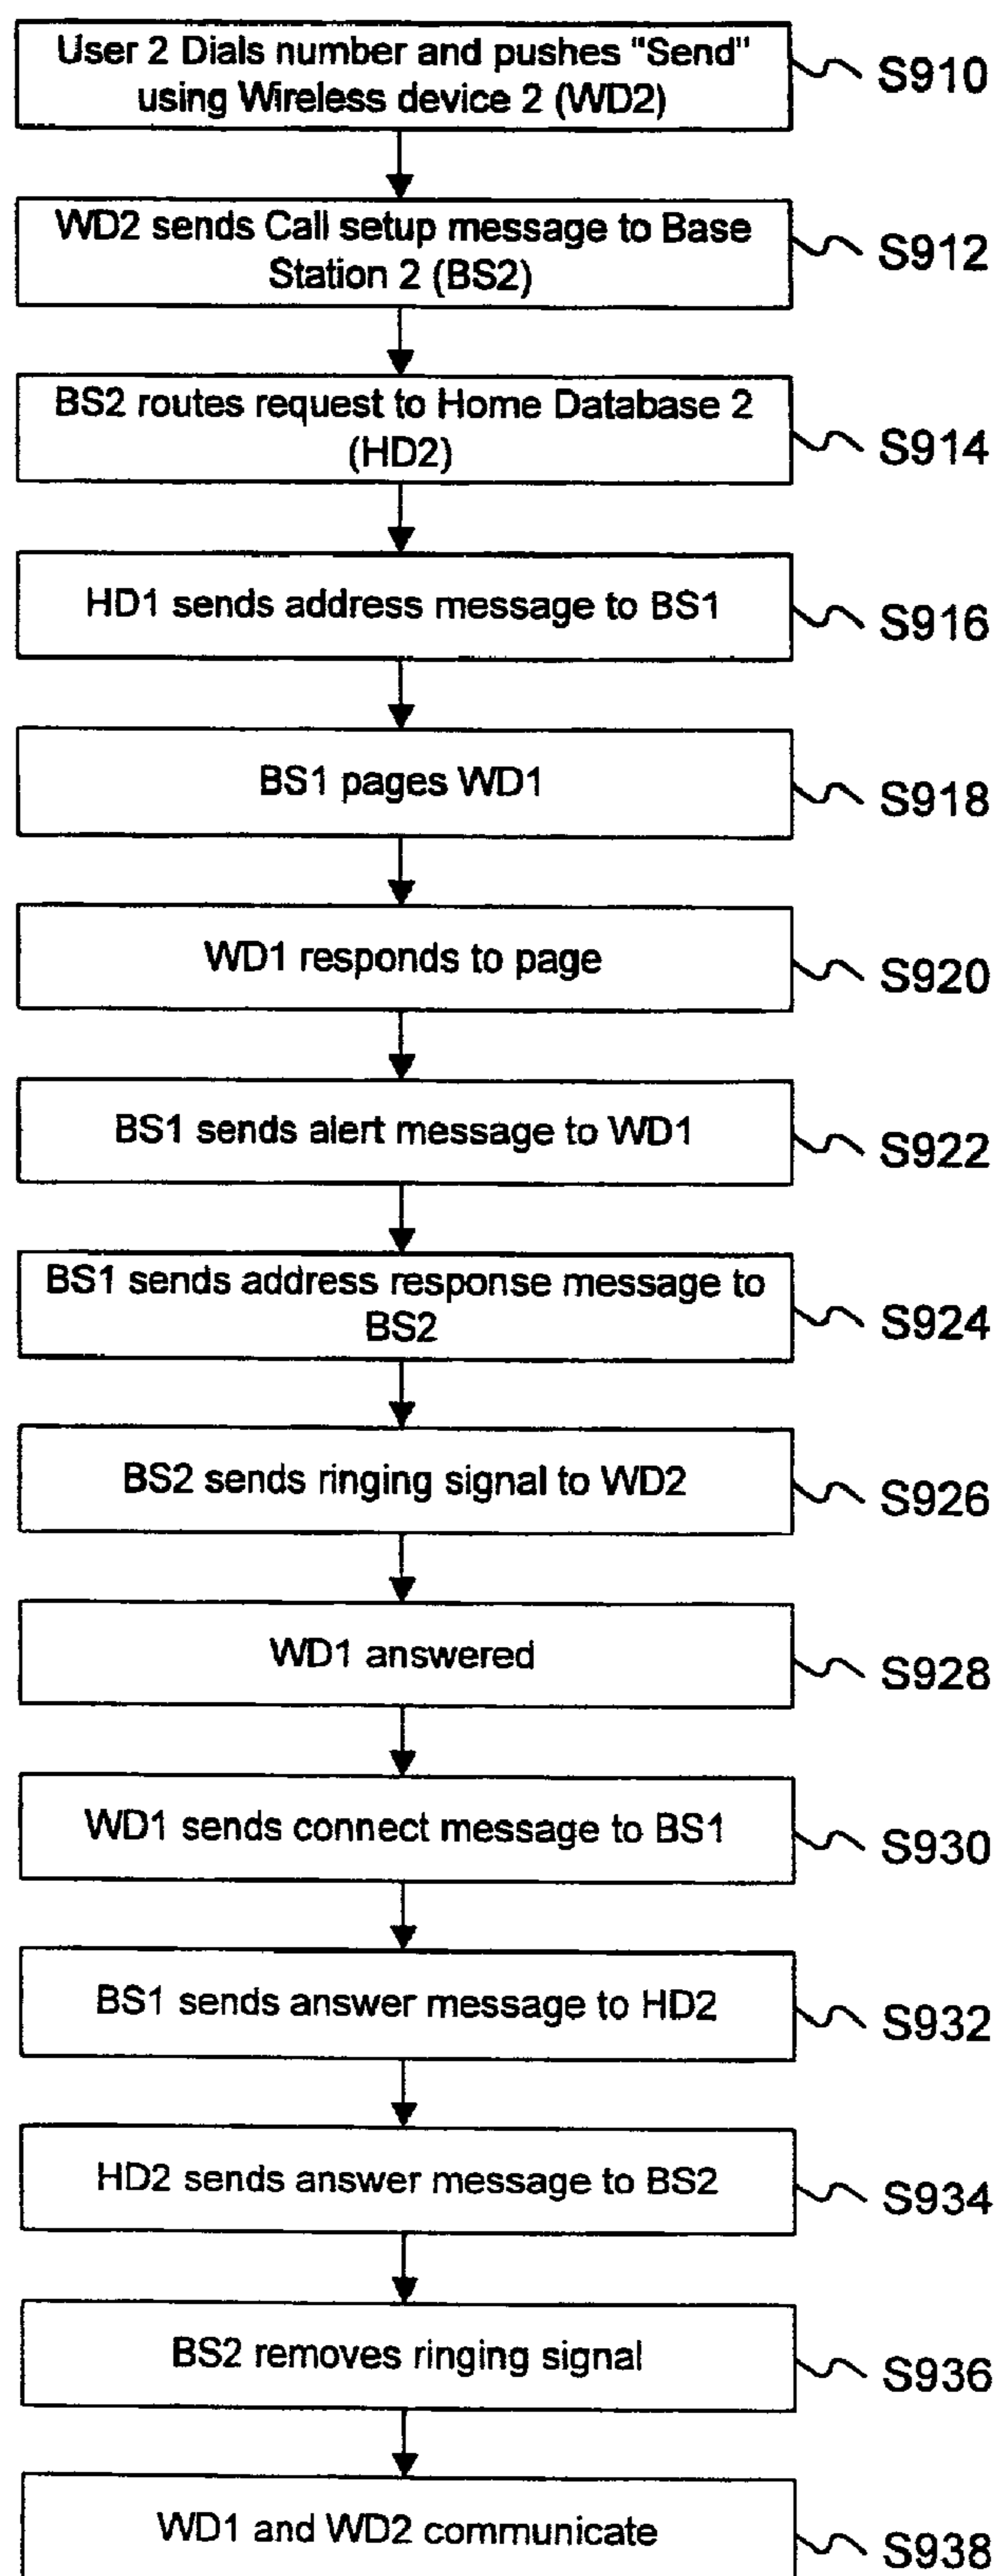 User 2 Dials number and pushes "Send"
using Wireless device 2 (WD2)
S910
WD2 sends Call setup message to Base
Station 2 (BS2)
S912
BS2 routes request to Home Database 2
(HD2)
S914
HD1 sends address message to BS1
S916
BS1 pages WD1
S918
WD1 responds to page
S920
BS1 sends alert message to WD1
S922
BS1 sends address response message to
BS2
S924
BS2 sends ringing signal to WD2
S926
WD1 answered
S928
WD1 sends connect message to BS1
S930
BS1 sends answer message to HD2
S932
HD2 sends answer message to BS2
S934
BS2 removes ringing signal
S936
WD1 and WD2 communicate
S938